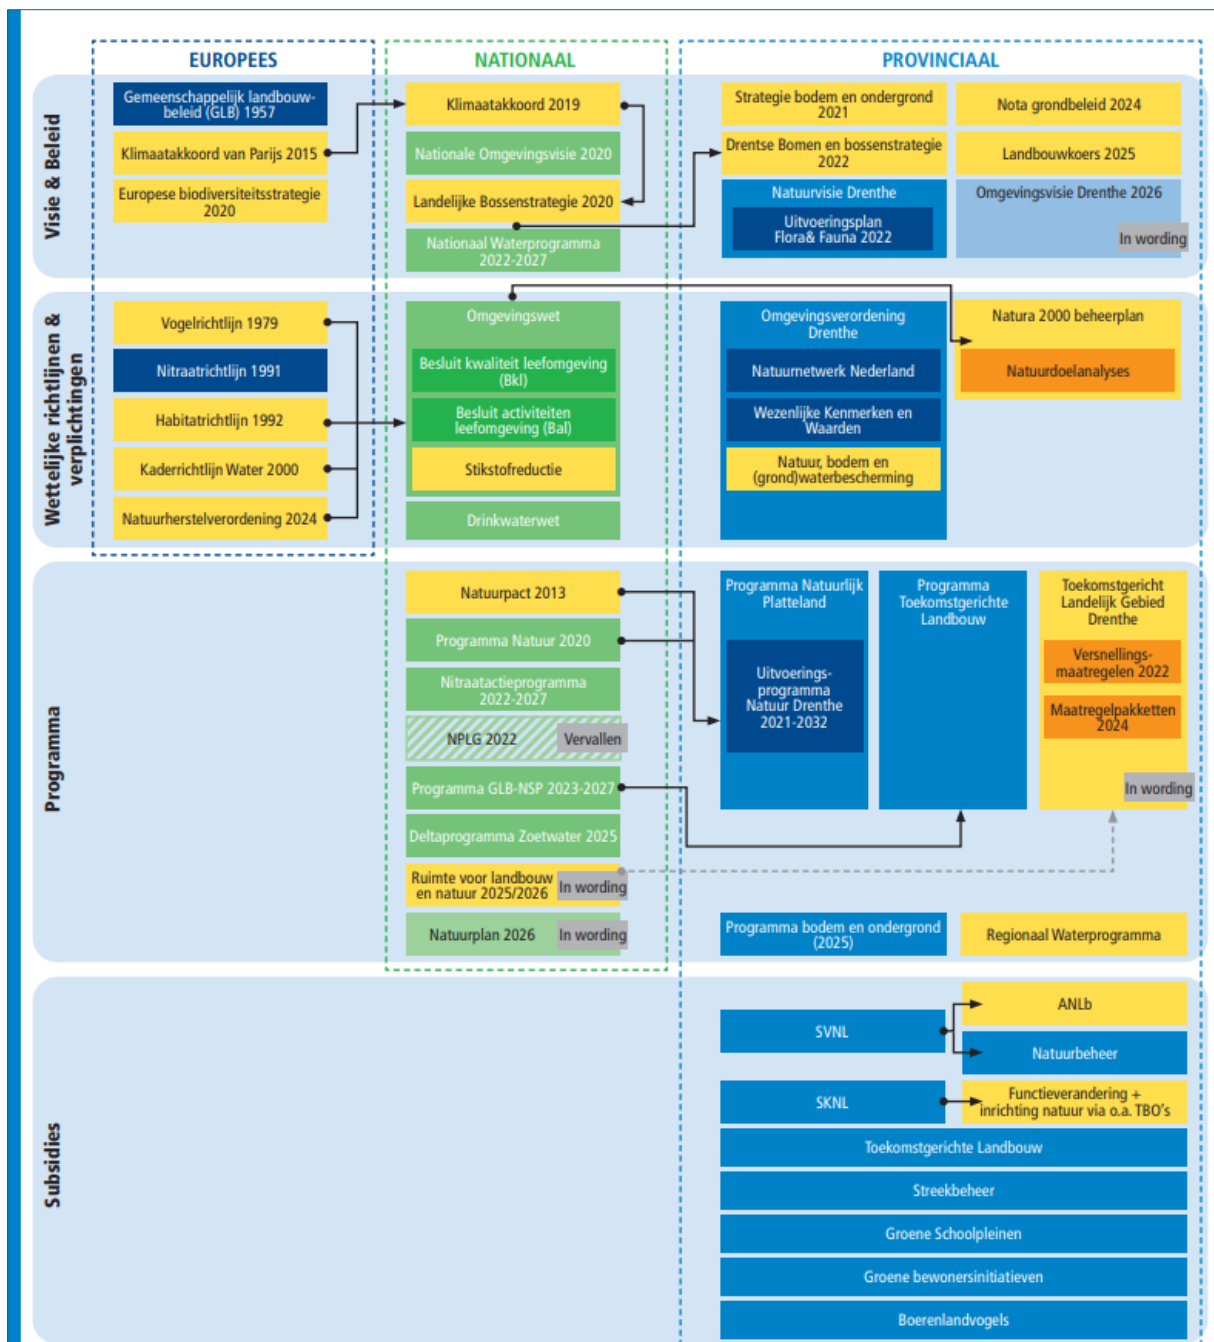 EUROPEES
NATIONAAL
PROVINCIAAL
Visie & Beleid
Gemeenschappelijk landbouw-
beleid (GLB) 1957
Klimaatakkoord van Parijs 2015
Europese biodiversiteitsstrategie
2020
Klimaatakkoord 2019
Nationale Omgevingsvisie 2020
Landelijke Bossenstrategie 2020
Nationaal Waterprogramma
2022-2027
Strategie bodem en ondergrond
2021
Drentse Bomen en bossenstrategie
2022
Natuurvisie Drenthe
Uitvoeringsplan
Flora& Fauna 2022
Nota grondbeleid 2024
Landbouwkoers 2025
Omgevingsvisie Drenthe 2026
In wording
Wettelijke richtlijnen &
verplichtingen
Vogelrichtlijn 1979
Nitraatrichtlijn 1991
Habitatrichtlijn 1992
Kaderrichtlijn Water 2000
Natuurherstelverordening 2024
Omgevingswet
Besluit kwaliteit leefomgeving
(Bkl)
Besluit activiteiten
leefomgeving (Bal)
Stikstofreductie
Drinkwaterwet
Omgevingsverordening
Drenthe
Natuurnetwerk Nederland
Wezenlijke Kenmerken en
Waarden
Natuur, bodem en
(grond)waterbescherming
Natura 2000 beheerplan
Natuurdoelanalyses
Programma
Natuurpact 2013
Programma Natuur 2020
Nitraatactieprogramma
2022-2027
NPLG 2022
Vervallen
Programma GLB-NSP 2023-2027
Deltaprogramma Zoetwater 2025
Ruimte voor landbouw
en natuur 2025/2026
In wording
Natuurplan 2026
In wording
Programma Natuurlijk
Platteland
Uitvoerings-
programma
Natuur Drenthe
2021-2032
Programma
Toekomstgerichte
Landbouw
Toekomstgericht
Landelijk Gebied
Drenthe
Versnellings-
maatregelen 2022
Maatregelpakketten
2024
In wording
Programma bodem en ondergrond
(2025)
Regionaal Waterprogramma
Subsidies
SVNL
ANLb
Natuurbeheer
SKNL
Functieverandering +
inrichting natuur via o.a. TBO's
Toekomstgerichte Landbouw
Streekbeheer
Groene Schoolpleinen
Groene bewonersinitiatieven
Boerenlandvogels